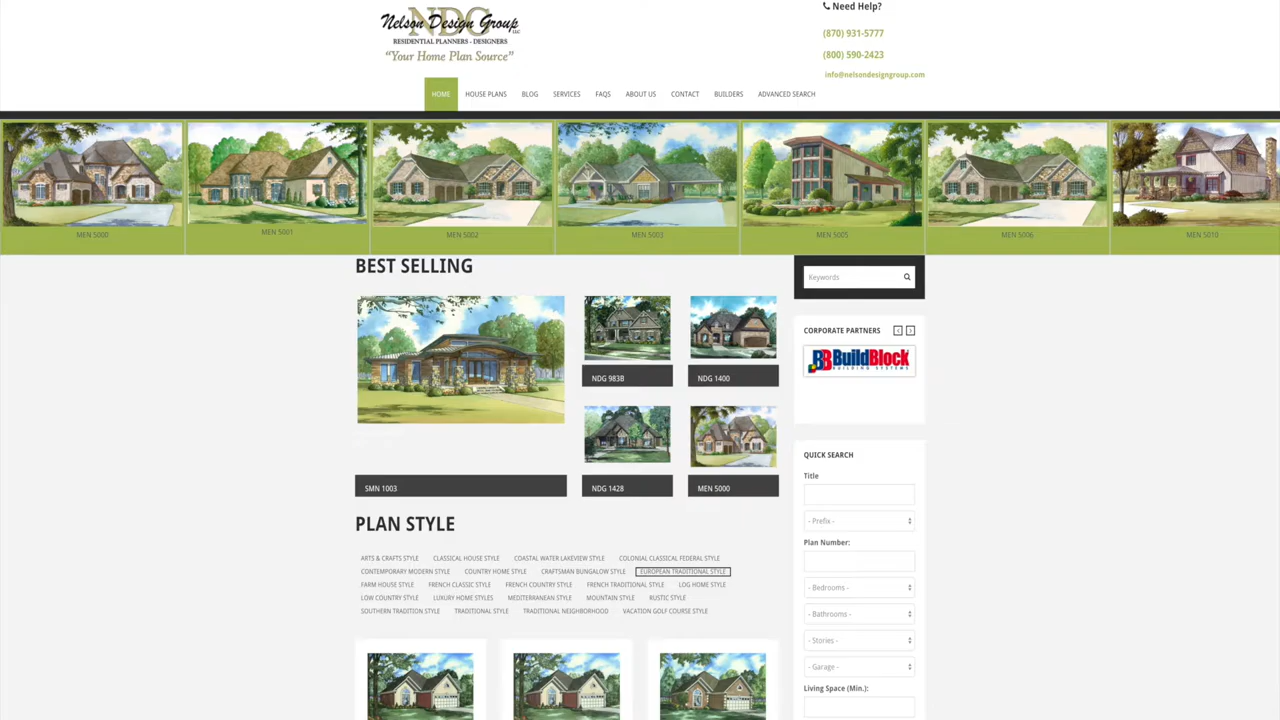 NDG
Nelson Design Group LLC
RESIDENTIAL PLANNERS - DESIGNERS
"Your Home Plan Source"
Need Help?
(870) 931-5777
(800) 590-2423
info@nelsondesigngroup.com
HOME HOUSE PLANS BLOG SERVICES FAQS ABOUT US CONTACT BUILDERS ADVANCED SEARCH
MEN 5000 MEN 5001 MEN 5002 MEN 5003 MEN 5005 MEN 5006 MEN 5010
BEST SELLING
NDG 983B NDG 1400
SMN 1003 NDG 1428 MEN 5000
PLAN STYLE
ARTS & CRAFTS STYLE CLASSICAL HOUSE STYLE COASTAL WATER LAKEVIEW STYLE COLONIAL CLASSICAL FEDERAL STYLE
CONTEMPORARY MODERN STYLE COUNTRY HOME STYLE CRAFTSMAN BUNGALOW STYLE EUROPEAN TRADITIONAL STYLE
FARM HOUSE STYLE FRENCH CLASSIC STYLE FRENCH COUNTRY STYLE FRENCH TRADITIONAL STYLE LOG HOME STYLE
LOW COUNTRY STYLE LUXURY HOME STYLES MEDITERRANEAN STYLE MOUNTAIN STYLE RUSTIC STYLE
SOUTHERN TRADITION STYLE TRADITIONAL STYLE TRADITIONAL NEIGHBORHOOD VACATION GOLF COURSE STYLE
Keywords
CORPORATE PARTNERS
BB BuildBlock
BUILDING SYSTEMS
QUICK SEARCH
Title
- Prefix -
Plan Number:
- Bedrooms -
- Bathrooms -
- Stories -
- Garage -
Living Space (Min.):